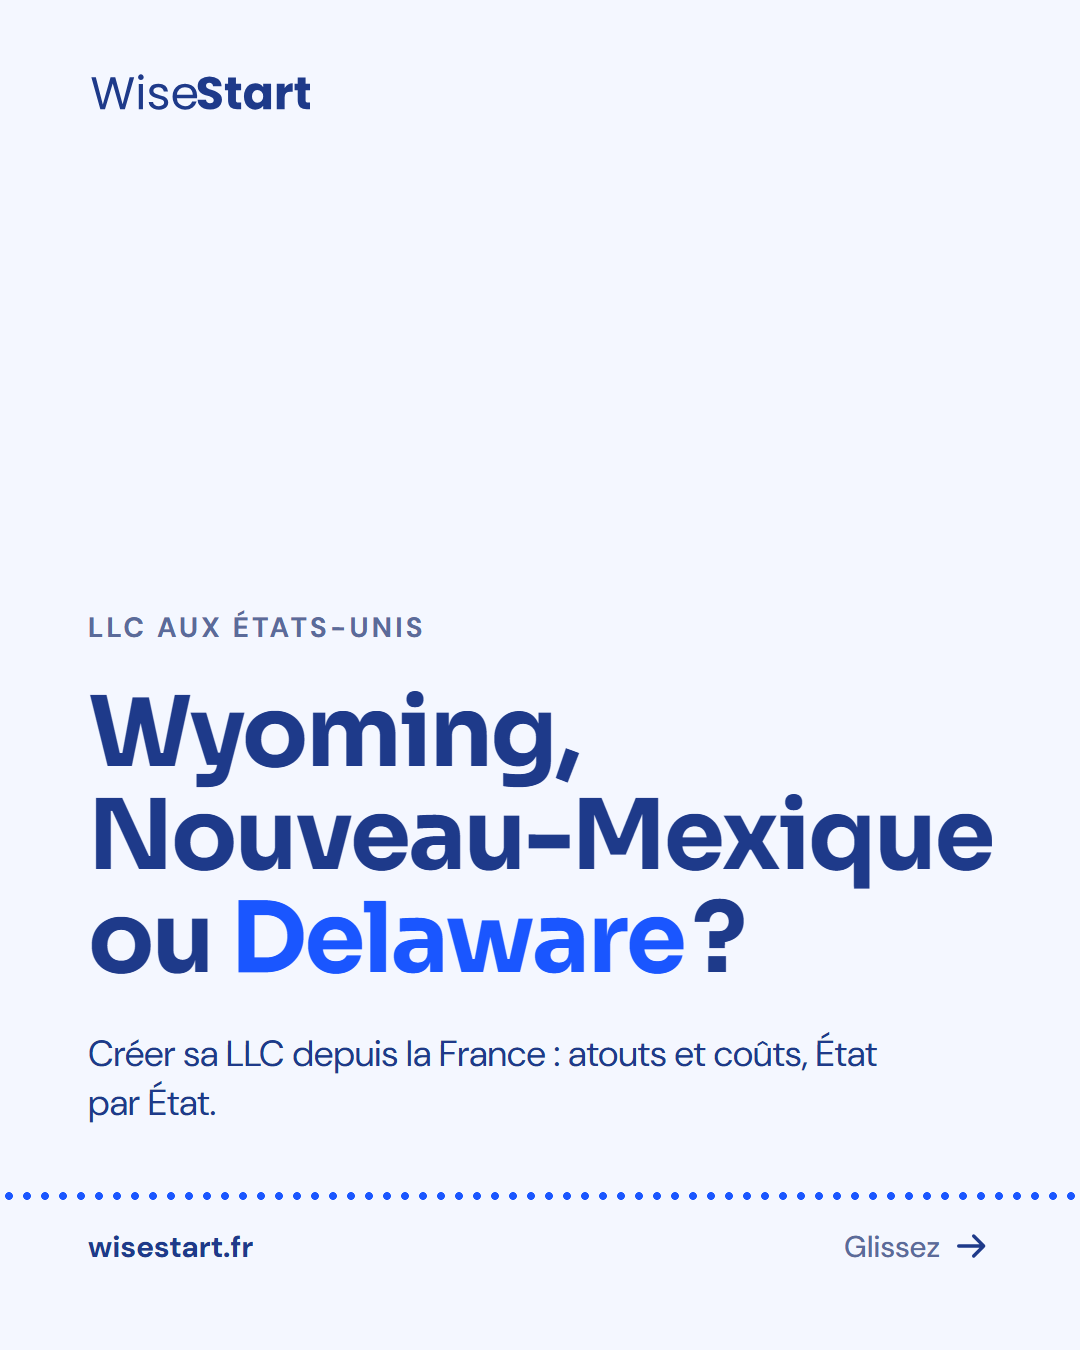 WiseStart
LLC AUX ÉTATS-UNIS
Wyoming,
Nouveau-Mexique
ou Delaware ?
Créer sa LLC depuis la France : atouts et coûts, État
par État.
wisestart.fr
Glissez →